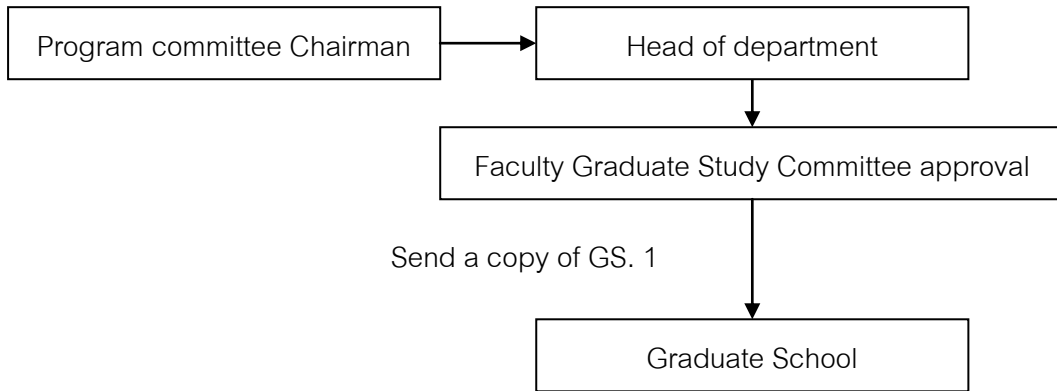 Program committee Chairman
Head of department
Faculty Graduate Study Committee approval
Send a copy of GS. 1
Graduate School